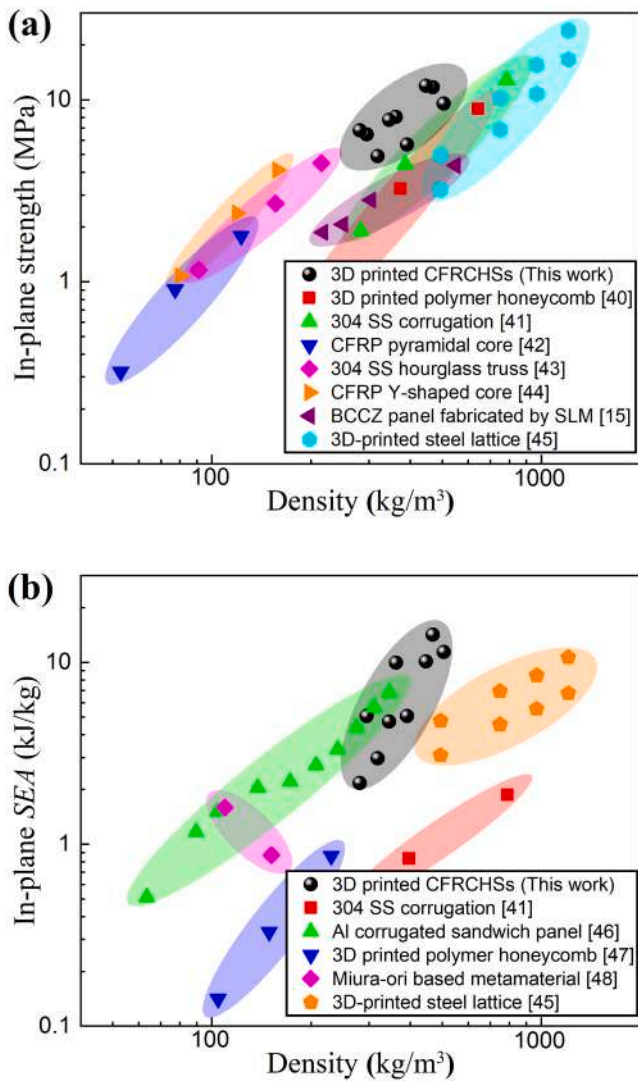 (a)
In-plane strength (MPa)
10
1
0.1
3D printed CFRCHSs (This work)
3D printed polymer honeycomb [40]
304 SS corrugation [41]
CFRP pyramidal core [42]
304 SS hourglass truss [43]
CFRP Y-shaped core [44]
BCCZ panel fabricated by SLM [15]
3D-printed steel lattice [45]
100
1000
Density (kg/m³)
(b)
In-plane SEA (kJ/kg)
10
1
0.1
3D printed CFRCHSs (This work)
304 SS corrugation [41]
Al corrugated sandwich panel [46]
3D printed polymer honeycomb [47]
Miura-ori based metamaterial [48]
3D-printed steel lattice [45]
100
1000
Density (kg/m³)